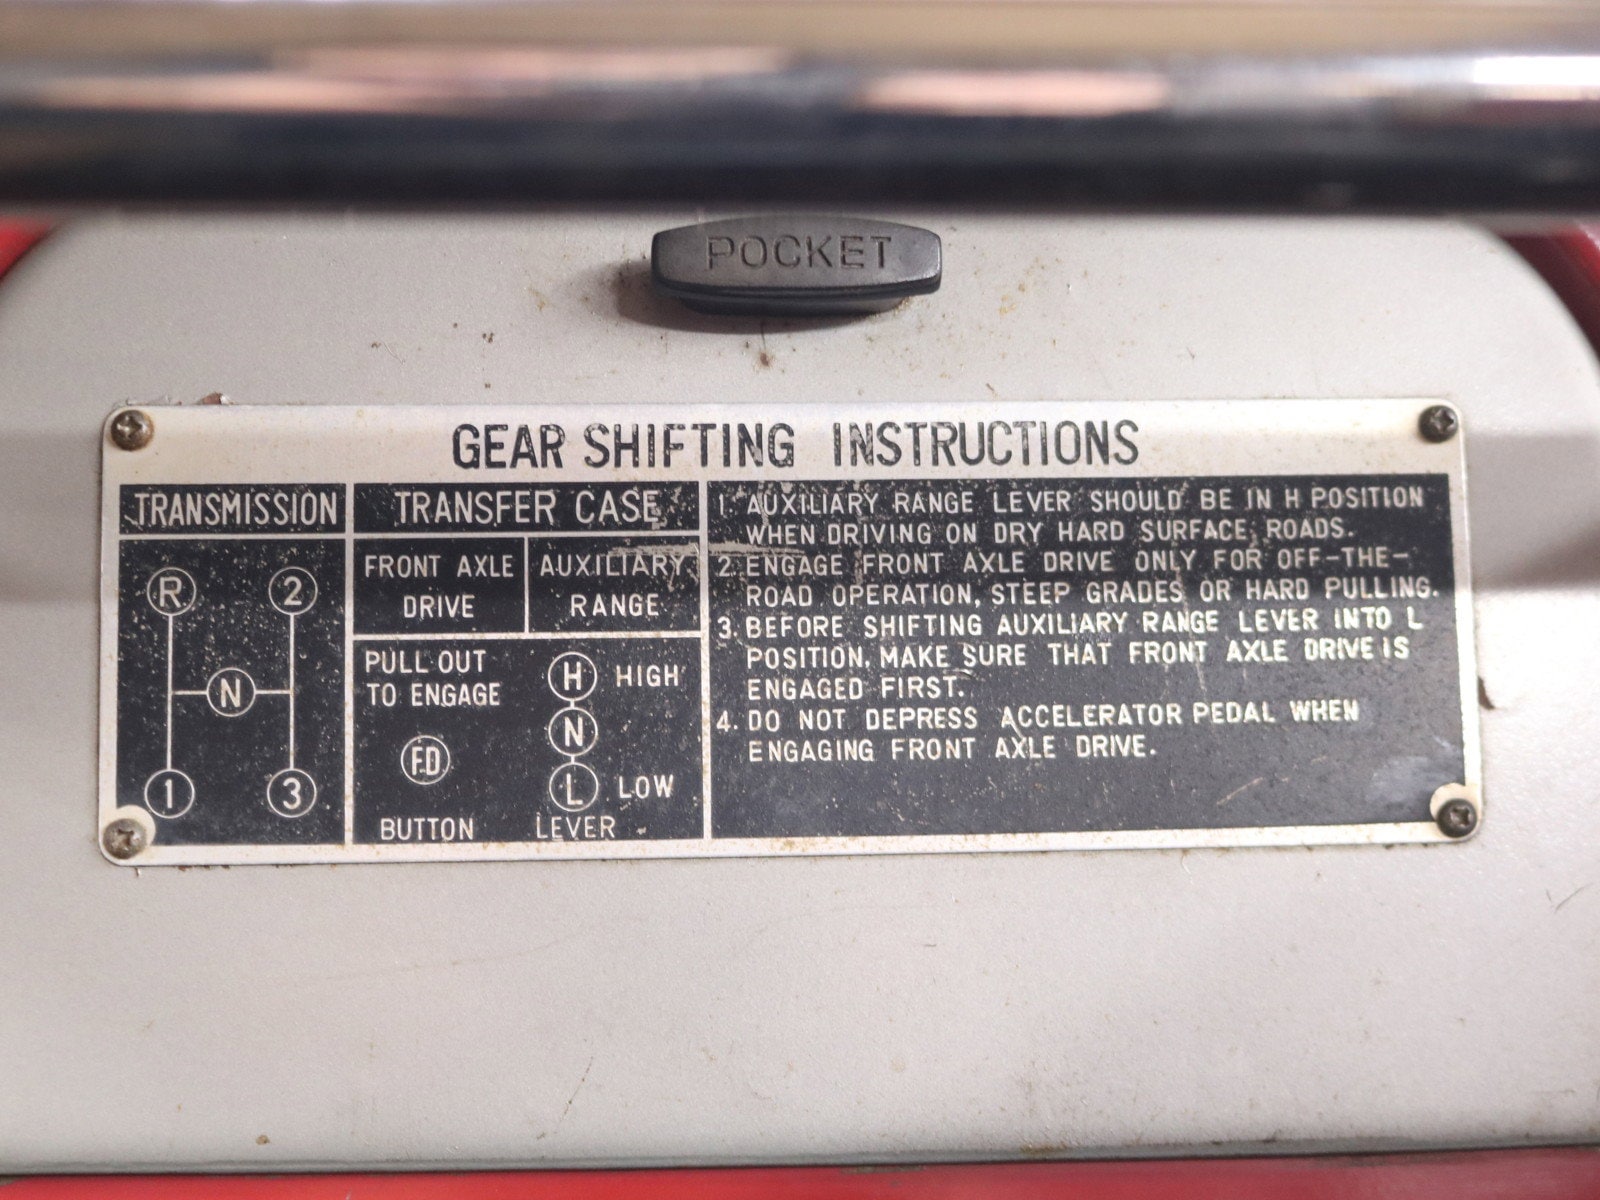 POCKET
GEAR SHIFTING INSTRUCTIONS
TRANSMISSION
R 2
N
1 3
TRANSFER CASE
FRONT AXLE
DRIVE
AUXILIARY
RANGE
PULL OUT
TO ENGAGE
F.D
BUTTON
H HIGH
N
L LOW
LEVER
1. AUXILIARY RANGE LEVER SHOULD BE IN H POSITION
WHEN DRIVING ON DRY HARD SURFACE ROADS.
2. ENGAGE FRONT AXLE DRIVE ONLY FOR OFF-THE-
ROAD OPERATION, STEEP GRADES OR HARD PULLING.
3. BEFORE SHIFTING AUXILIARY RANGE LEVER INTO L
POSITION, MAKE SURE THAT FRONT AXLE DRIVE IS
ENGAGED FIRST.
4. DO NOT DEPRESS ACCELERATOR PEDAL WHEN
ENGAGING FRONT AXLE DRIVE.